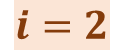 i = 2